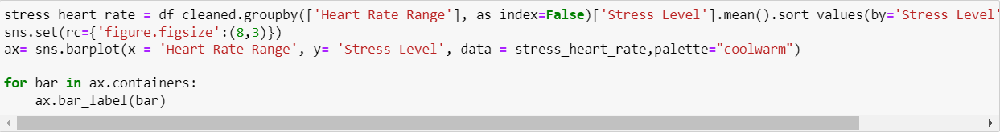 stress_heart_rate = df_cleaned.groupby(['Heart Rate Range'], as_index=False)['Stress Level'].mean().sort_values(by='Stress Level'
sns.set(rc={'figure.figsize':(8,3)})
ax= sns.barplot(x = 'Heart Rate Range', y= 'Stress Level', data = stress_heart_rate,palette="coolwarm")

for bar in ax.containers:
    ax.bar_label(bar)